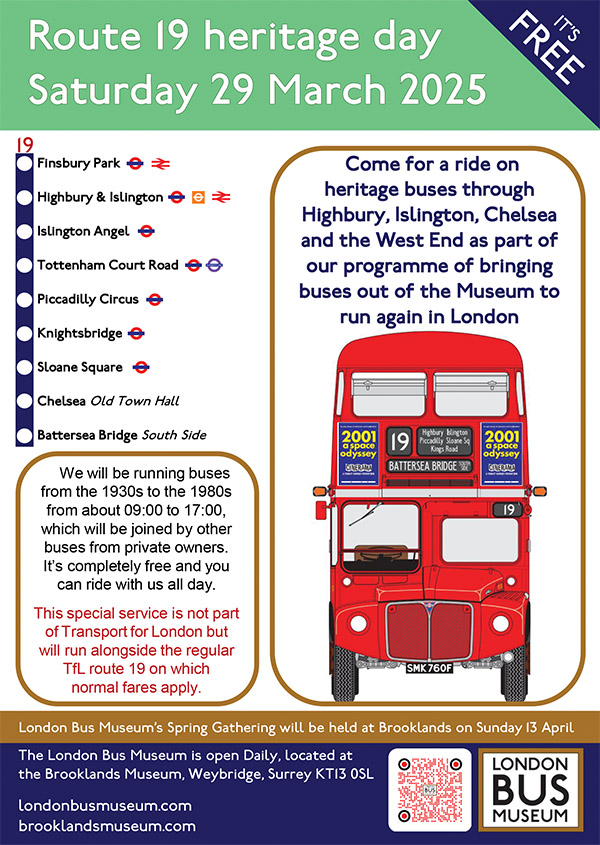 Route 19 heritage day
Saturday 29 March 2025
IT'S
FREE
19
Finsbury Park
Highbury & Islington
Islington Angel
Tottenham Court Road
Piccadilly Circus
Knightsbridge
Sloane Square
Chelsea Old Town Hall
Battersea Bridge South Side
We will be running buses
from the 1930s to the 1980s
from about 09:00 to 17:00,
which will be joined by other
buses from private owners.
It's completely free and you
can ride with us all day.
This special service is not part
of Transport for London but
will run alongside the regular
TfL route 19 on which
normal fares apply.
Come for a ride on
heritage buses through
Highbury, Islington, Chelsea
and the West End as part of
our programme of bringing
buses out of the Museum to
run again in London
2001
a space
odyssey
CINERAMA
19
Highbury Islington
Piccadilly Sloane Sq
Kings Road
BATTERSEA BRIDGE
2001
a space
odyssey
CINERAMA
19
SMK 760F
London Bus Museum's Spring Gathering will be held at Brooklands on Sunday 13 April
The London Bus Museum is open Daily, located at
the Brooklands Museum, Weybridge, Surrey KT13 0SL
londonbusmuseum.com
brooklandsmuseum.com
LONDON
BUS
MUSEUM